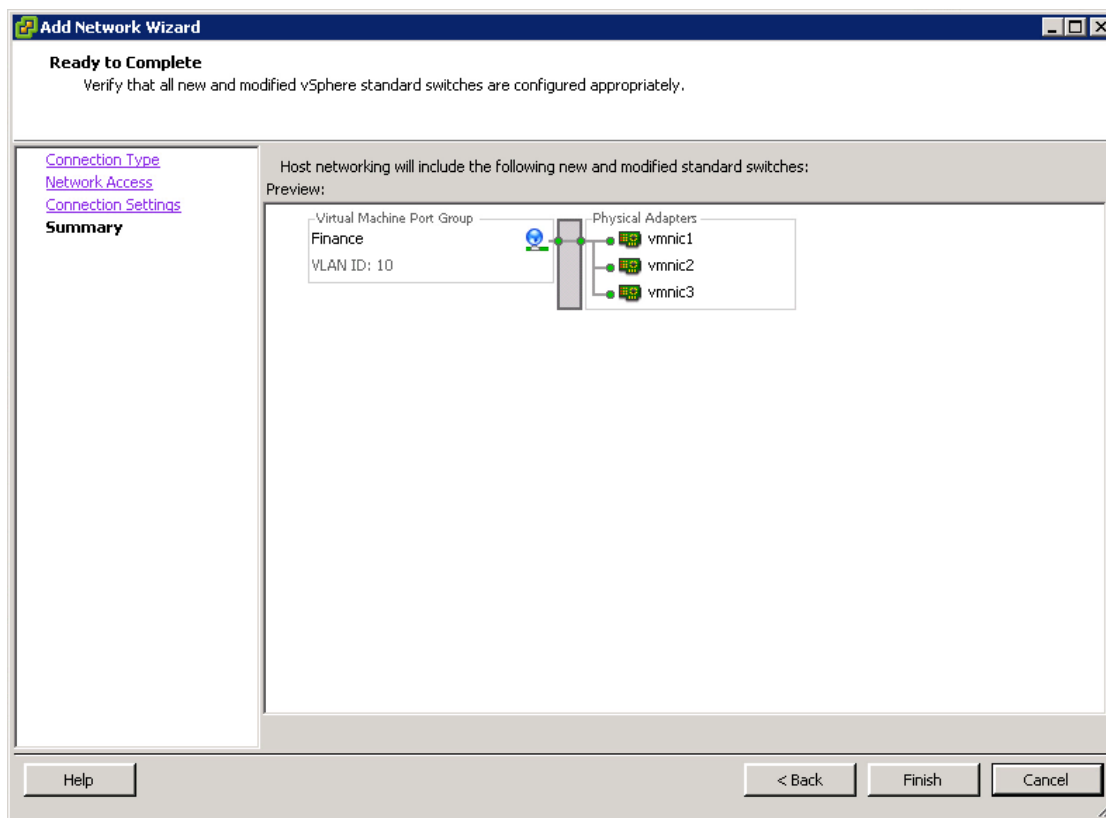 Add Network Wizard
Ready to Complete
Verify that all new and modified vSphere standard switches are configured appropriately.
Connection Type
Network Access
Connection Settings
Summary
Host networking will include the following new and modified standard switches:
Preview:
Virtual Machine Port Group
Finance
VLAN ID: 10
Physical Adapters
vmnic1
vmnic2
vmnic3
Help
< Back
Finish
Cancel